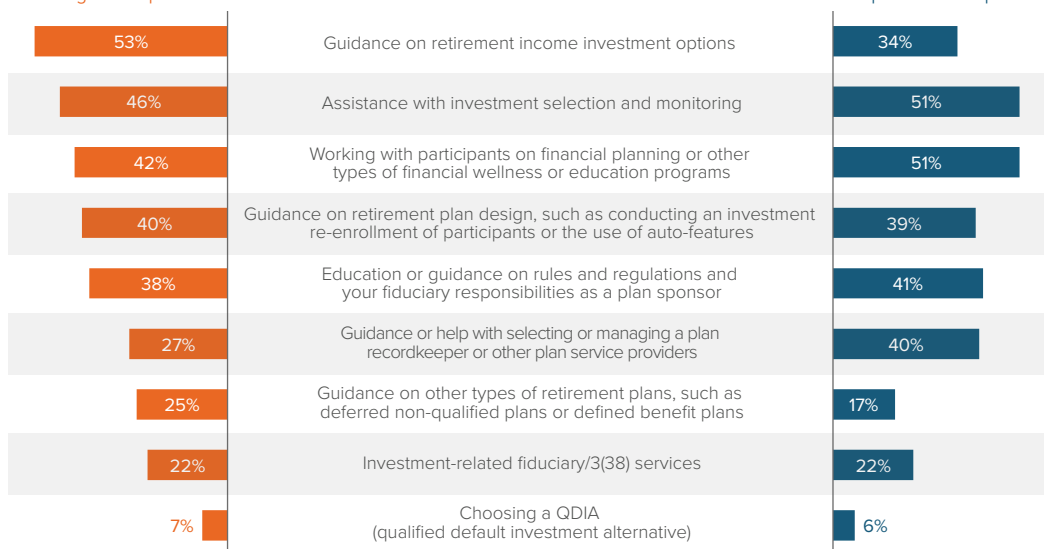 53% Guidance on retirement income investment options 34%
46% Assistance with investment selection and monitoring 51%
Working with participants on financial planning or other
42% types of financial wellness or education programs 51%
Guidance on retirement plan design, such as conducting an investment
40% re-enrollment of participants or the use of auto-features 39%
Education or guidance on rules and regulations and
38% your fiduciary responsibilities as a plan sponsor 41%
Guidance or help with selecting or managing a plan
27% recordkeeper or other plan service providers 40%
Guidance on other types of retirement plans, such as
25% deferred non-qualified plans or defined benefit plans 17%
22% Investment-related fiduciary/3(38) services 22%
Choosing a QDIA
7% (qualified default investment alternative) 6%